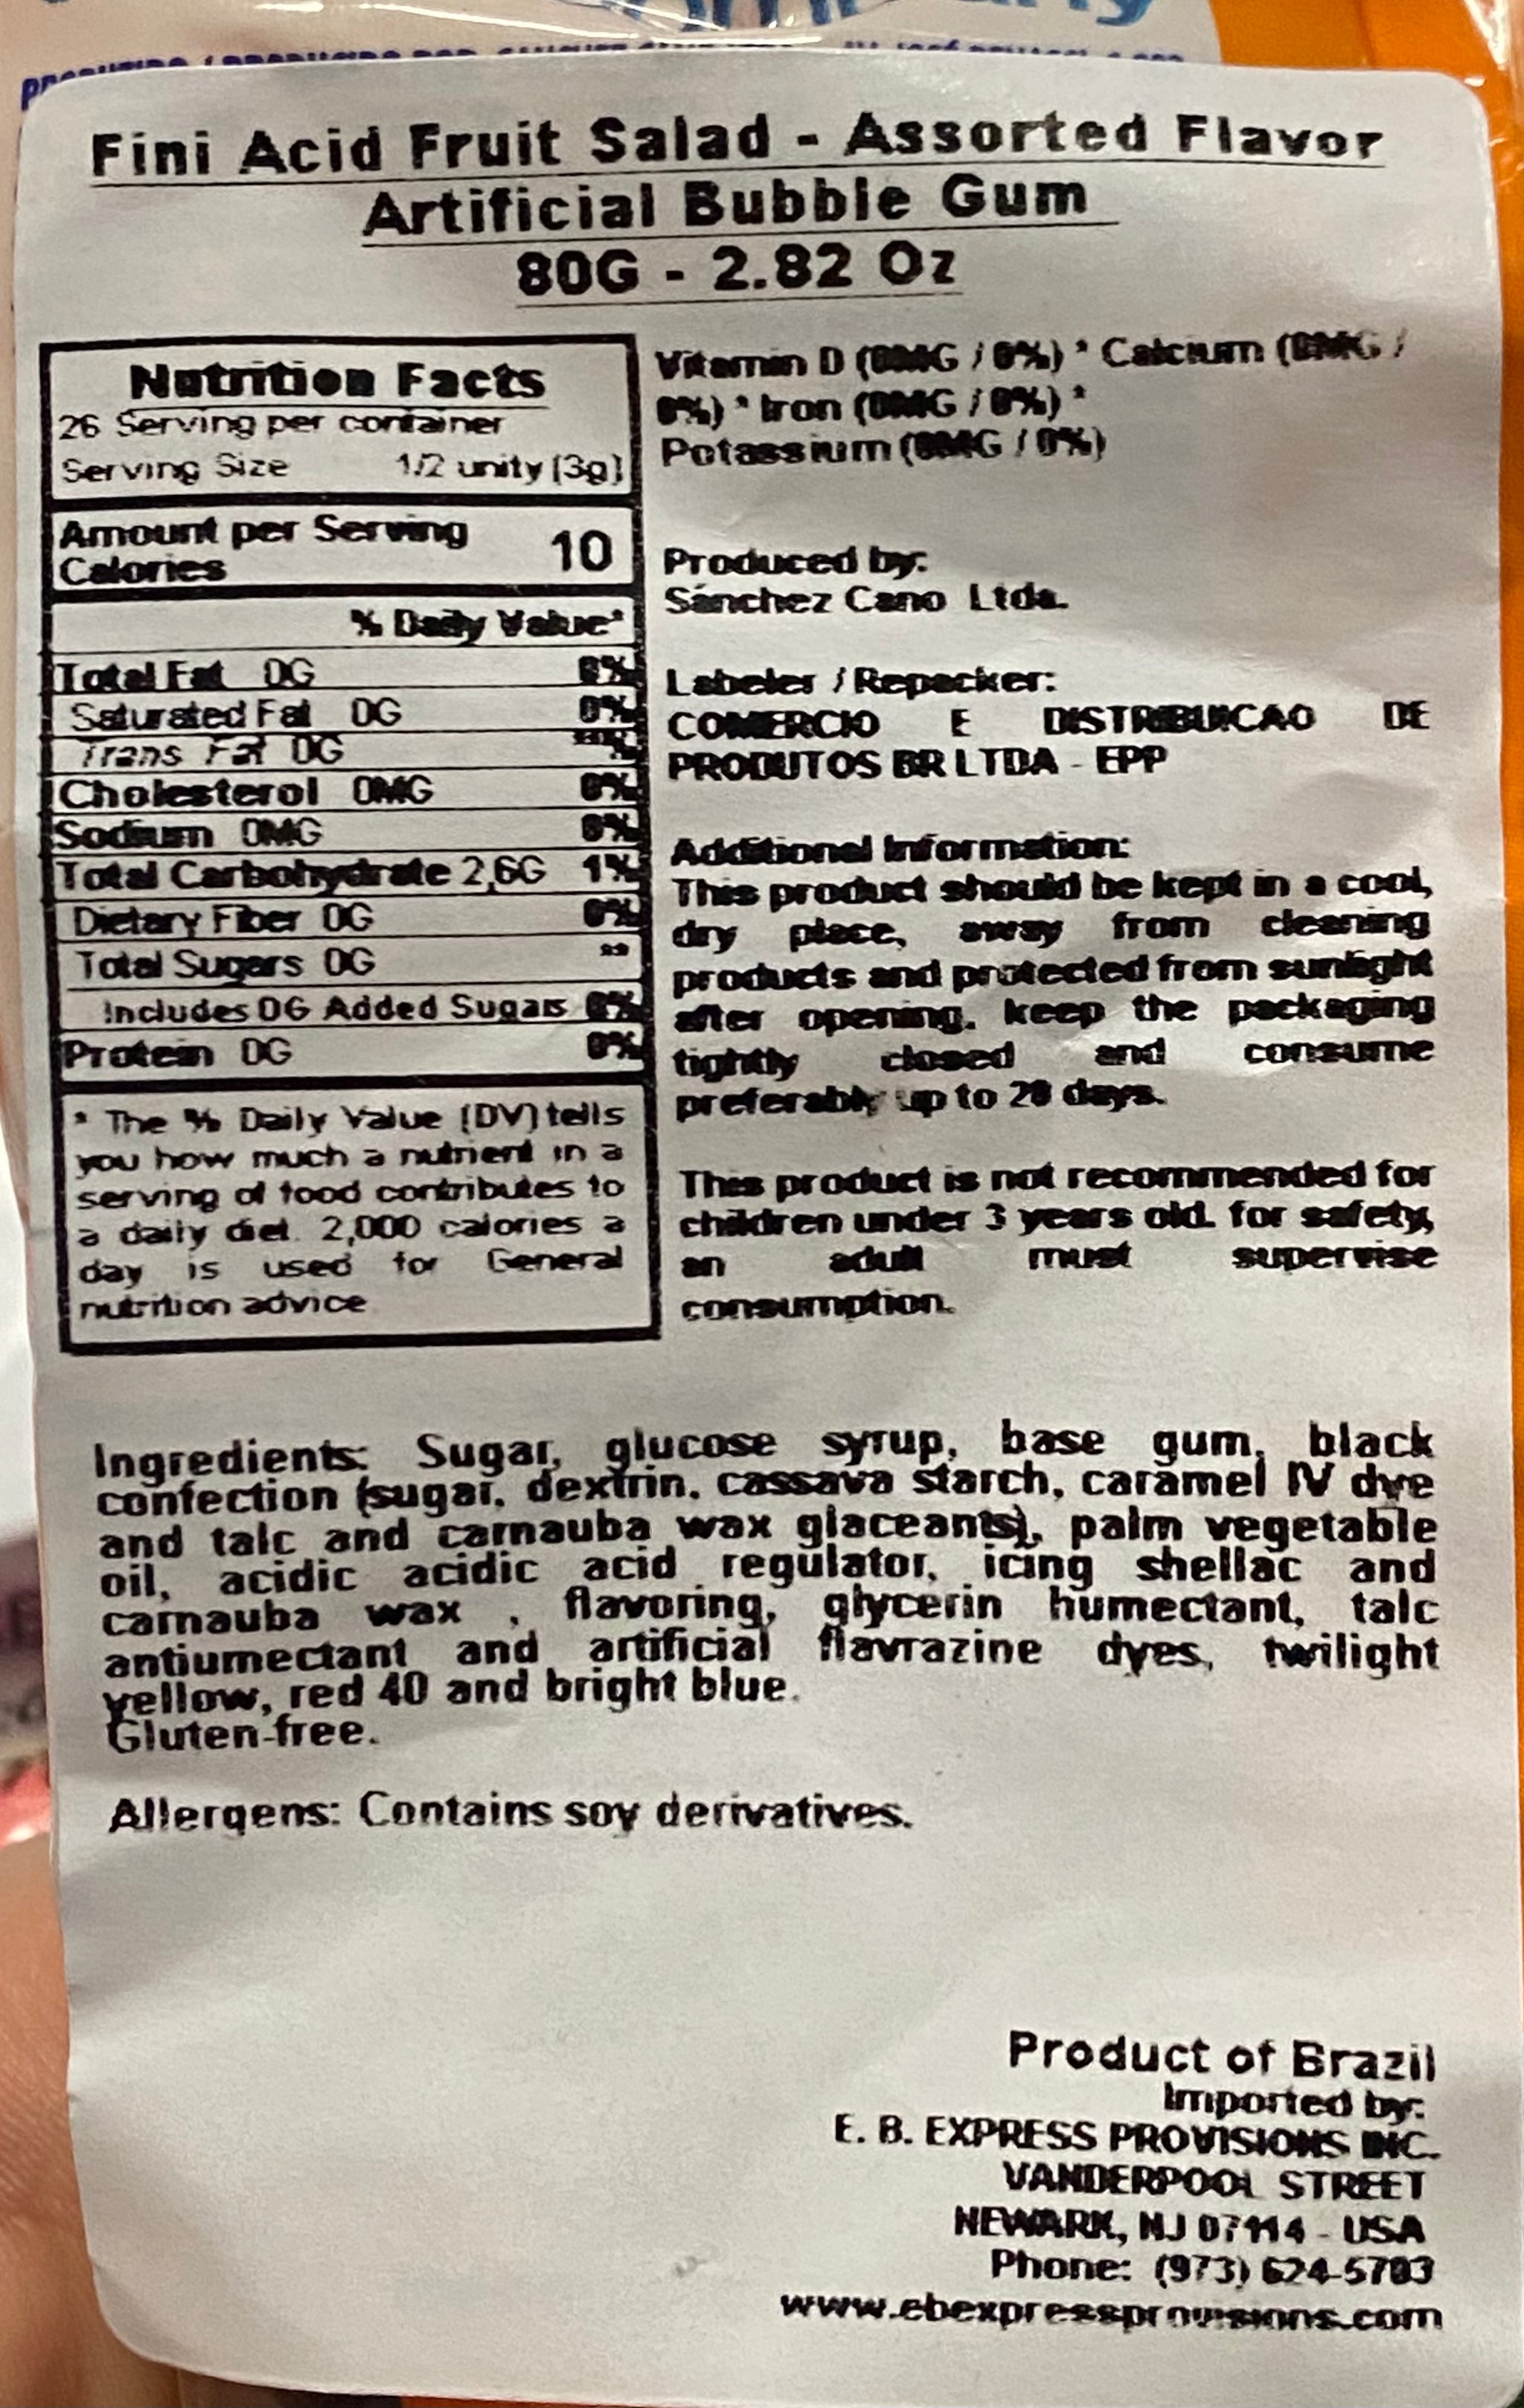 Fini Acid Fruit Salad - Assorted Flavor
Artificial Bubble Gum
80G - 2.82 Oz
Nutrition Facts
26 Serving per container
Serving Size 1/2 unity (3g)
Amount per Serving
Calories 10
% Daily Value*
Total Fat 0G 0%
Saturated Fat 0G 0%
Trans Fat 0G
Cholesterol 0MG 0%
Sodium 0MG 0%
Total Carbohydrate 2,6G 1%
Dietary Fiber 0G 0%
Total Sugars 0G **
Includes 0G Added Sugars 0%
Protein 0G 0%
* The % Daily Value (DV) tells
you how much a nutrient in a
serving of food contributes to
a daily diet. 2,000 calories a
day is used for General
nutrition advice
Vitamin D (0MG / 0%) * Calcium (0MG /
0%) * Iron (0MG / 0%) *
Potassium (0MG / 0%)
Produced by:
Sánchez Cano Ltda.
Labeler / Repacker:
COMERCIO E DISTRIBUICAO DE
PRODUTOS BR LTDA - EPP
Additional Information:
This product should be kept in a cool,
dry place, away from cleaning
products and protected from sunlight
after opening, keep the packaging
tightly closed and consume
preferably up to 20 days.
This product is not recommended for
children under 3 years old. for safety,
an adult must supervise
consumption.
Ingredients: Sugar, glucose syrup, base gum, black
confection (sugar, dextrin, cassava starch, caramel IV dye
and talc and carnauba wax glaceants), palm vegetable
oil, acidic acidic acid regulator, icing shellac and
carnauba wax , flavoring, glycerin humectant, talc
antiumectant and artificial flavrazine dyes, twilight
yellow, red 40 and bright blue.
Gluten-free.
Allergens: Contains soy derivatives.
Product of Brazil
Imported by:
E. B. EXPRESS PROVISIONS INC.
VANDERPOOL STREET
NEWARK, NJ 07114 - USA
Phone: (973) 624-5703
www.ebexpressprovisions.com